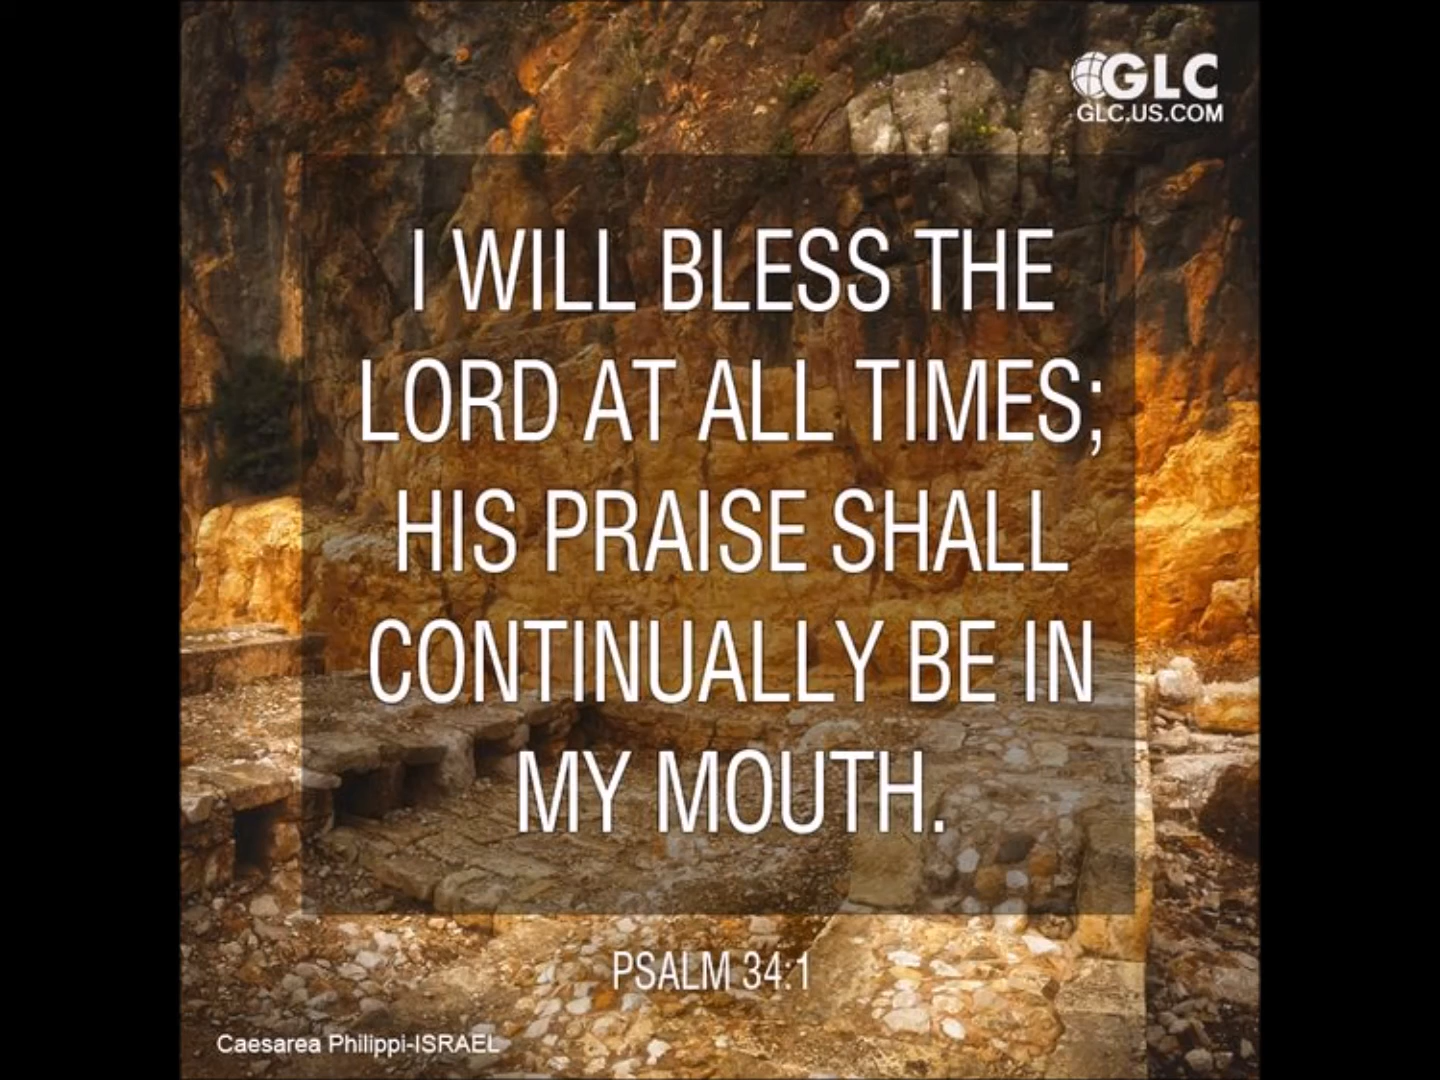 GLC
GLC.US.COM
I WILL BLESS THE
LORD AT ALL TIMES;
HIS PRAISE SHALL
CONTINUALLY BE IN
MY MOUTH.
PSALM 34:1
Caesarea Philippi-ISRAEL